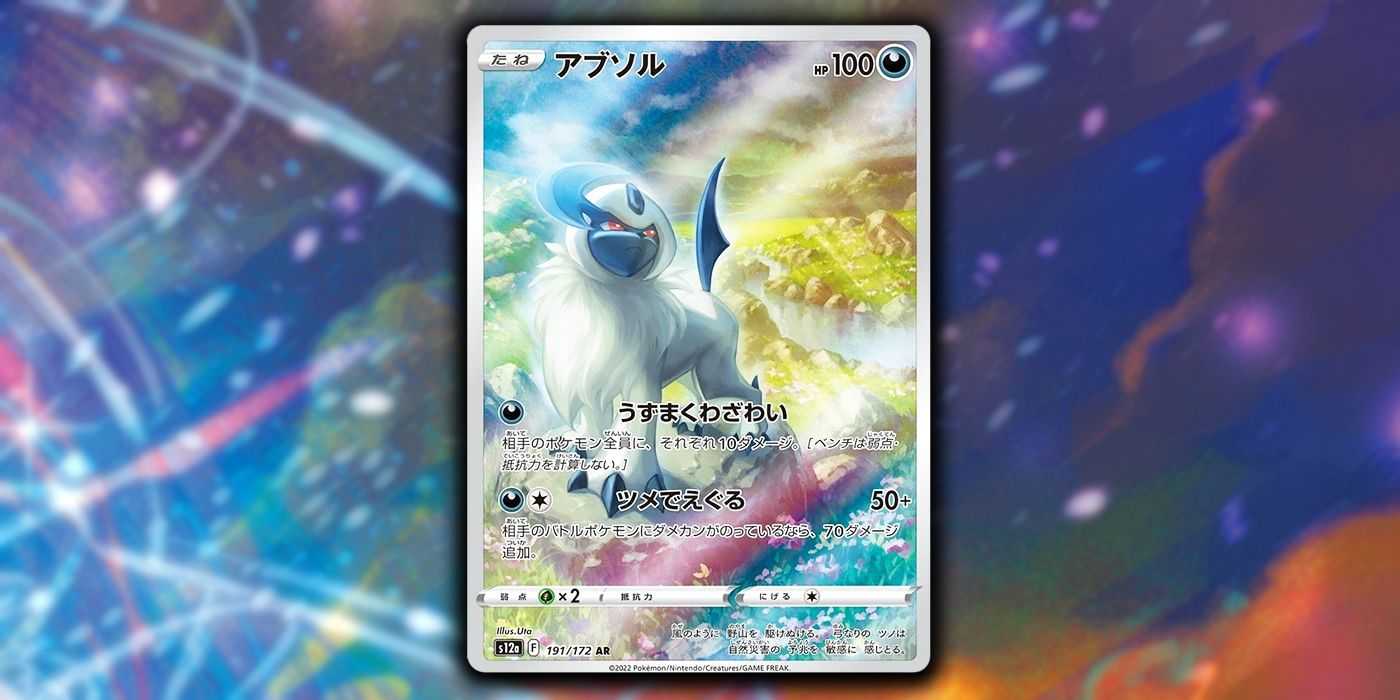 たね アブソル HP 100
うずまくわざわい
相手のポケモン全員に、それぞれ10ダメージ。[ベンチは弱点・
抵抗力を計算しない。]
ツメでえぐる 50+
相手のバトルポケモンにダメカンがのっているなら、70ダメージ
追加。
弱点 ×2 抵抗力 にげる
Illus.Uta
風のように 野山を 駆けぬける。 弓なりの ツノは
s12a F 191/172 AR
自然災害の 予兆を 敏感に 感じとる。
©2022 Pokémon/Nintendo/Creatures/GAME FREAK.